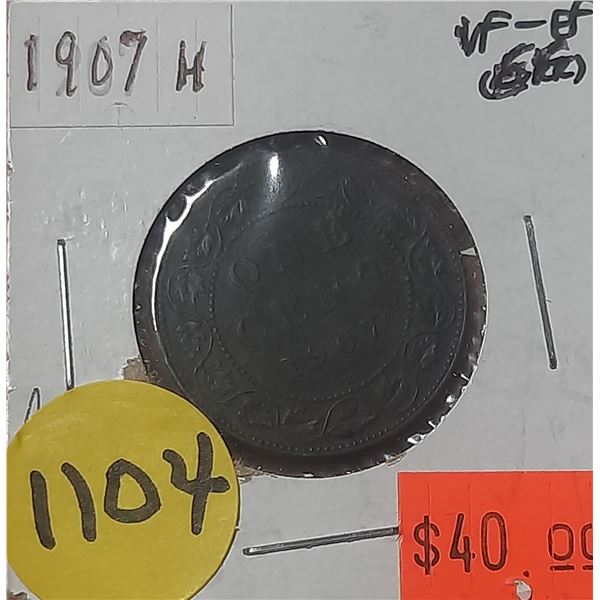 1907 H
VF-EF
ONE
CENT
1907
1104
$40.00